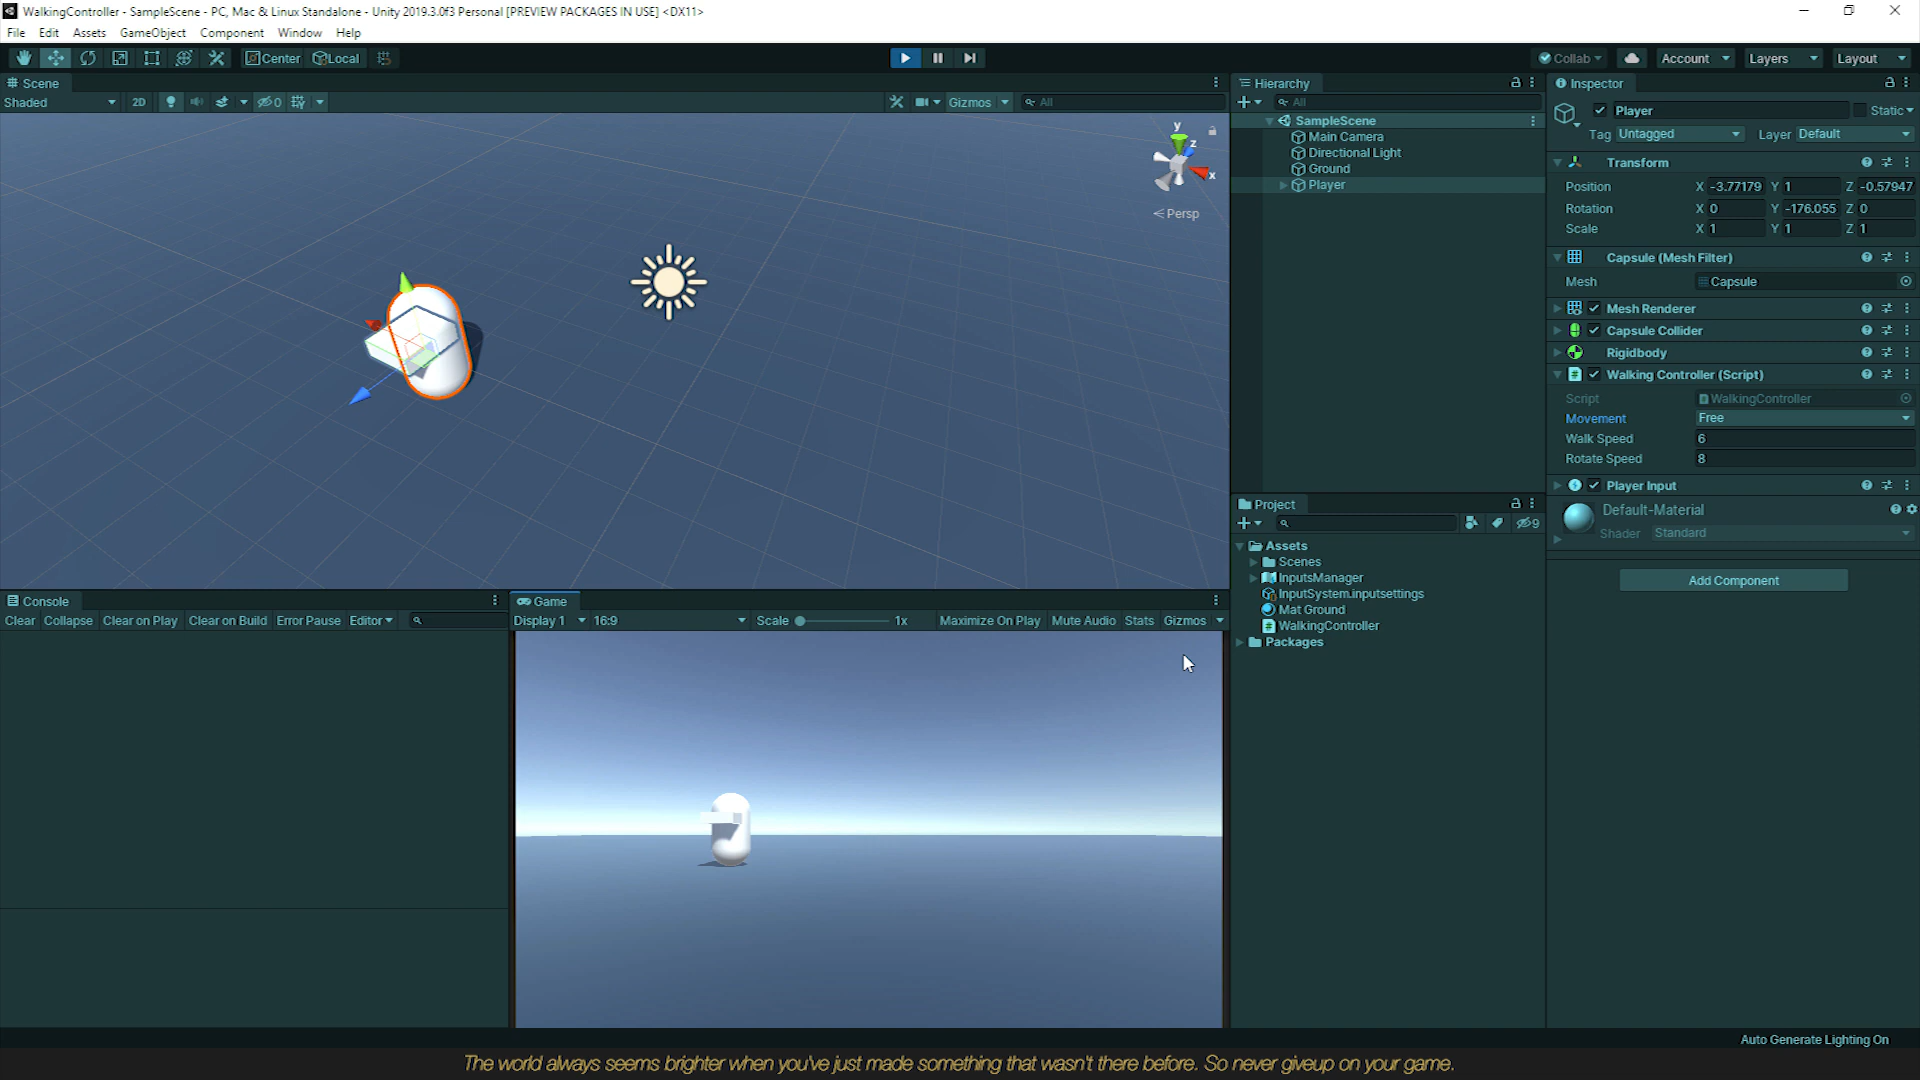 WalkingController - SampleScene - PC, Mac & Linux Standalone - Unity 2019.3.0f3 Personal [PREVIEW PACKAGES IN USE] <DX11>
File Edit Assets GameObject Component Window Help
Center Local Collab Account Layers Layout
Scene
Shaded 2D 0 Gizmos All
y
z
x
Persp
Hierarchy
All
SampleScene
Main Camera
Directional Light
Ground
Player
Project
9
Assets
Scenes
InputsManager
InputSystem.inputsettings
Mat Ground
WalkingController
Packages
Inspector
Player Static
Tag Untagged Layer Default
Transform
Position X -3.77179 Y 1 Z -0.57947
Rotation X 0 Y -176.055 Z 0
Scale X 1 Y 1 Z 1
Capsule (Mesh Filter)
Mesh Capsule
Mesh Renderer
Capsule Collider
Rigidbody
Walking Controller (Script)
Script WalkingController
Movement Free
Walk Speed 6
Rotate Speed 8
Player Input
Default-Material
Shader Standard
Add Component
Console
Clear Collapse Clear on Play Clear on Build Error Pause Editor
Game
Display 1 16:9 Scale 1x Maximize On Play Mute Audio Stats Gizmos
Auto Generate Lighting On
The world always seems brighter when you've just made something that wasn't there before. So never giveup on your game.